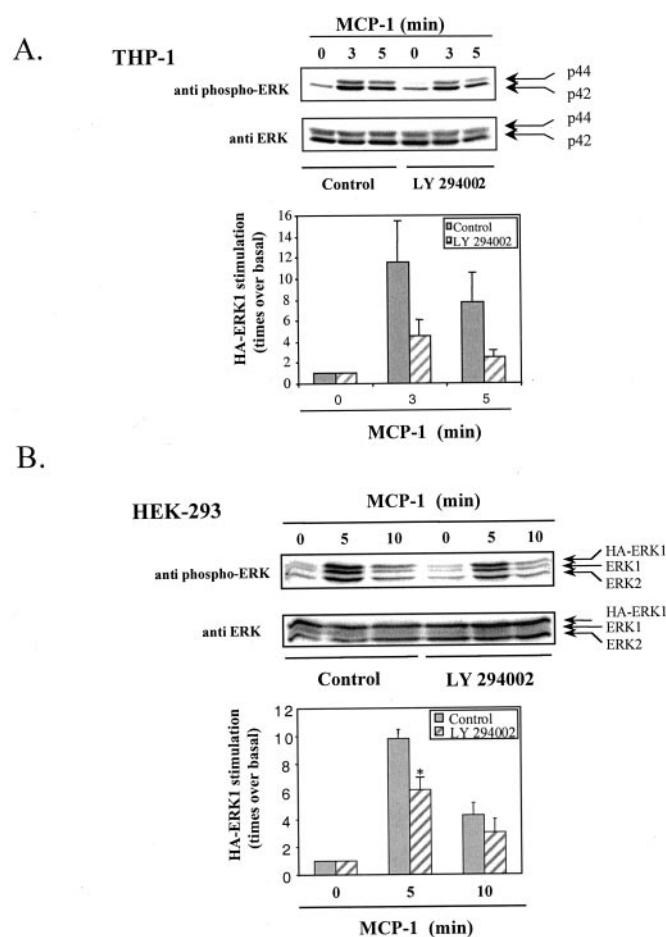 A.
THP-1
MCP-1 (min)
0 3 5 0 3 5
anti phospho-ERK
p44
p42
anti ERK
p44
p42
Control LY 294002
HA-ERK1 stimulation
(times over basal)
16
14
12
10
8
6
4
2
0
Control
LY 294002
0 3 5
MCP-1 (min)
B.
HEK-293
MCP-1 (min)
0 5 10 0 5 10
anti phospho-ERK
HA-ERK1
ERK1
ERK2
anti ERK
HA-ERK1
ERK1
ERK2
Control LY 294002
HA-ERK1 stimulation
(times over basal)
12
10
8
6
4
2
0
Control
LY 294002
*
0 5 10
MCP-1 (min)